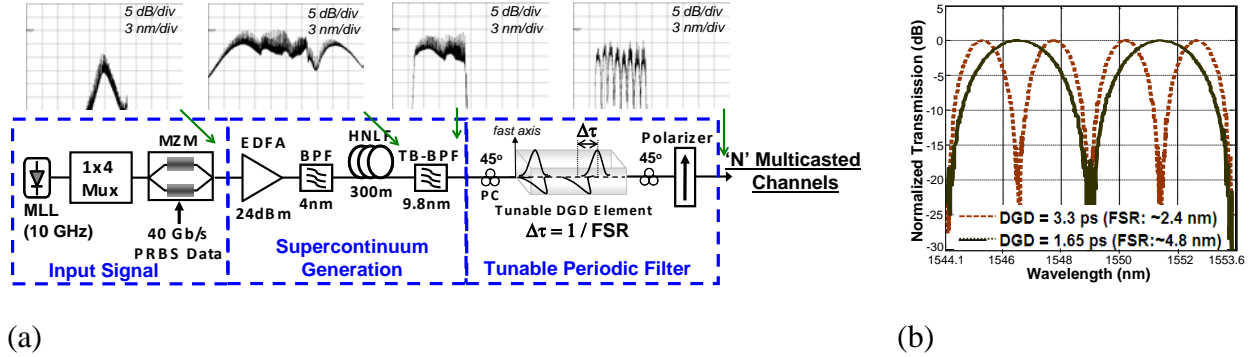 5 dB/div
3 nm/div
5 dB/div
3 nm/div
5 dB/div
3 nm/div
5 dB/div
3 nm/div
MLL
(10 GHz)
1x4
Mux
MZM
40 Gb/s
PRBS Data
Input Signal
EDFA
24dBm
BPF
4nm
HNLF
300m
TB-BPF
9.8nm
Supercontinuum
Generation
45o
PC
fast axis
Δτ
Tunable DGD Element
Δτ = 1 / FSR
45o
Polarizer
Tunable Periodic Filter
'N' Multicasted
Channels
(a)
Normalized Transmission (dB)
5
0
-5
-10
-15
-20
-25
-30
DGD = 3.3 ps (FSR: ~2.4 nm)
DGD = 1.65 ps (FSR:~4.8 nm)
1544.1
1546
1548
1550
1552
1553.6
Wavelength (nm)
(b)